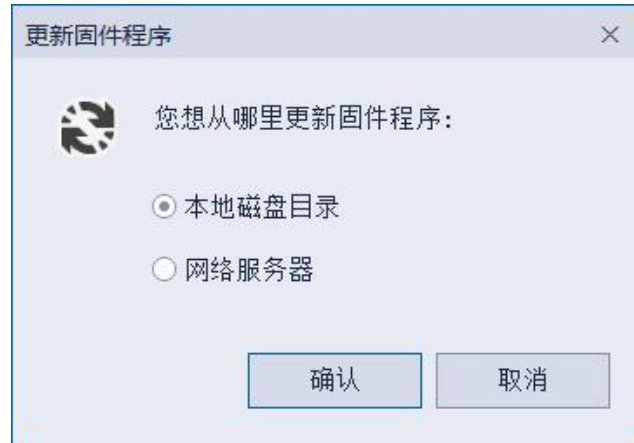 更新固件程序
您想从哪里更新固件程序：
本地磁盘目录
网络服务器
确认
取消